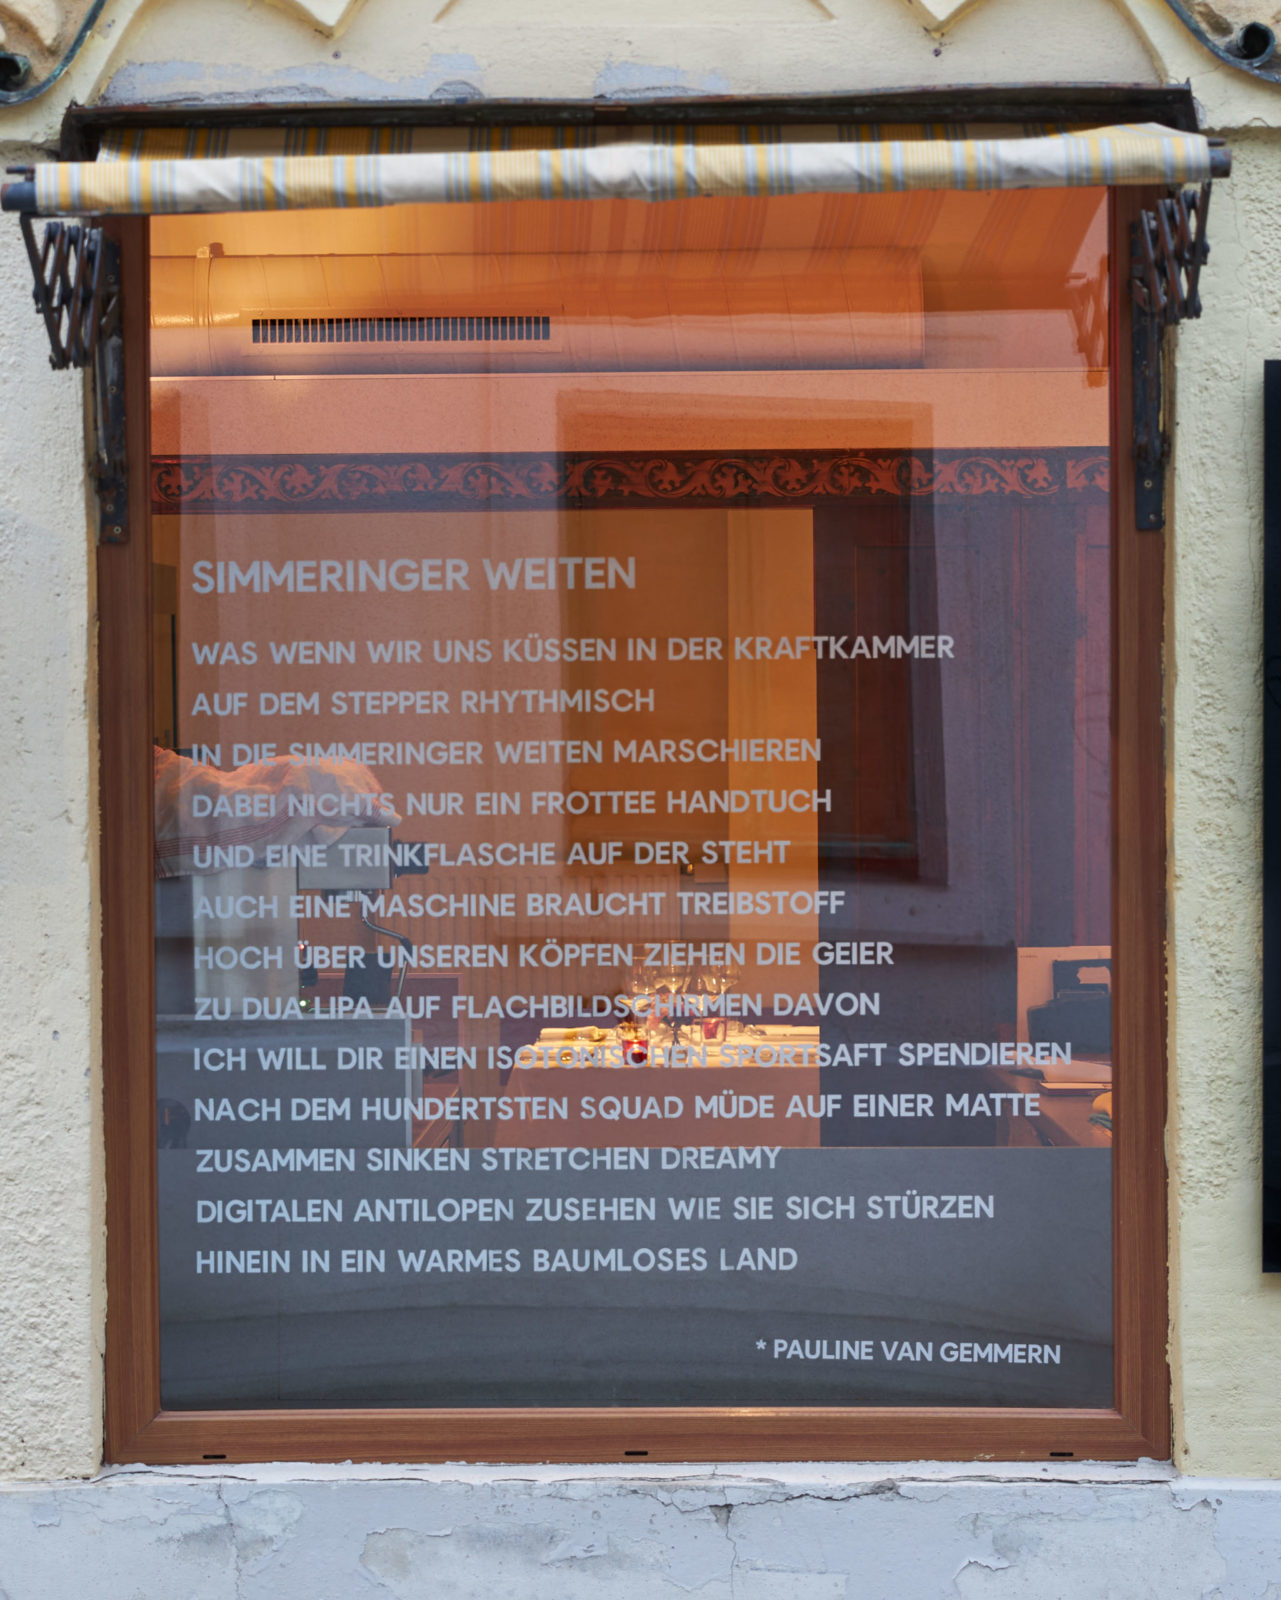 SIMMERINGER WEITEN
WAS WENN WIR UNS KÜSSEN IN DER KRAFTKAMMER
AUF DEM STEPPER RHYTHMISCH
IN DIE SIMMERINGER WEITEN MARSCHIEREN
DABEI NICHTS NUR EIN FROTTEE HANDTUCH
UND EINE TRINKFLASCHE AUF DER STEHT
AUCH EINE MASCHINE BRAUCHT TREIBSTOFF
HOCH ÜBER UNSEREN KÖPFEN ZIEHEN DIE GEIER
ZU DUA LIPA AUF FLACHBILDSCHIRMEN DAVON
ICH WILL DIR EINEN ISOTONISCHEN SPORTSAFT SPENDIEREN
NACH DEM HUNDERTSTEN SQUAD MÜDE AUF EINER MATTE
ZUSAMMEN SINKEN STRETCHEN DREAMY
DIGITALEN ANTILOPEN ZUSEHEN WIE SIE SICH STÜRZEN
HINEIN IN EIN WARMES BAUMLOSES LAND
* PAULINE VAN GEMMERN